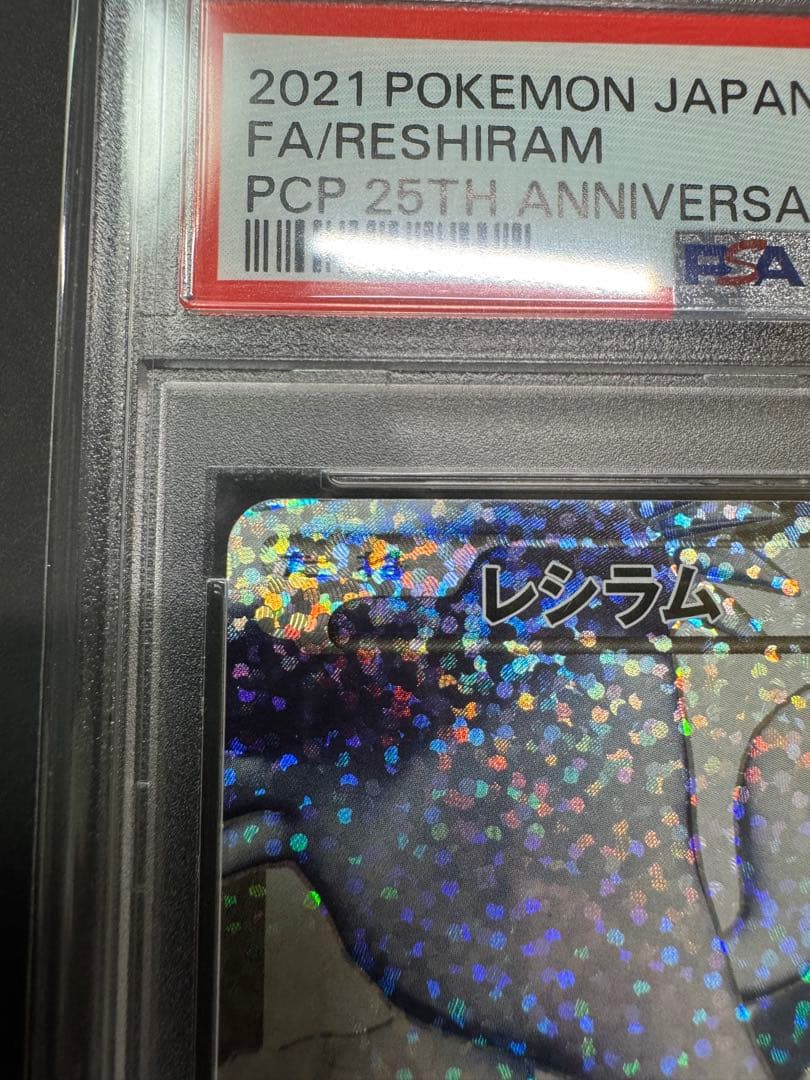 2021 POKEMON JAPAN
FA/RESHIRAM
PCP 25TH ANNIVERSA
PSA
レシラム